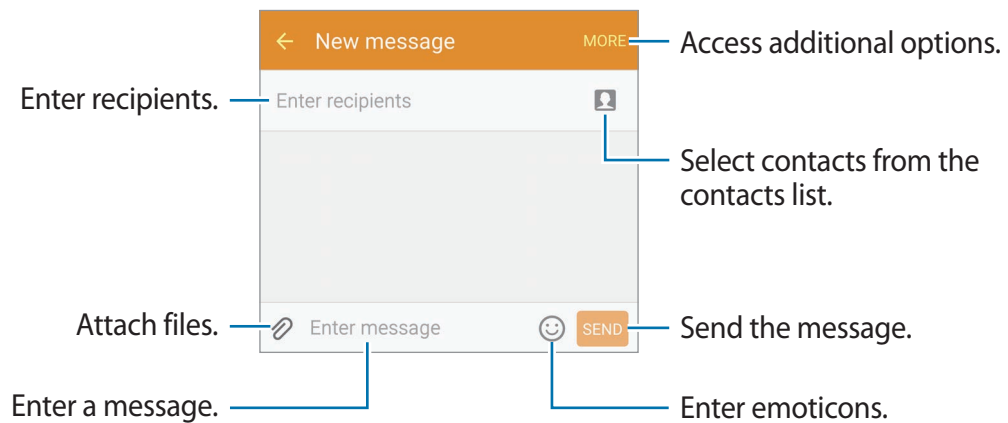 New message
MORE
Access additional options.
Enter recipients.
Enter recipients
Select contacts from the
contacts list.
Attach files.
Enter message
SEND
Send the message.
Enter a message.
Enter emoticons.